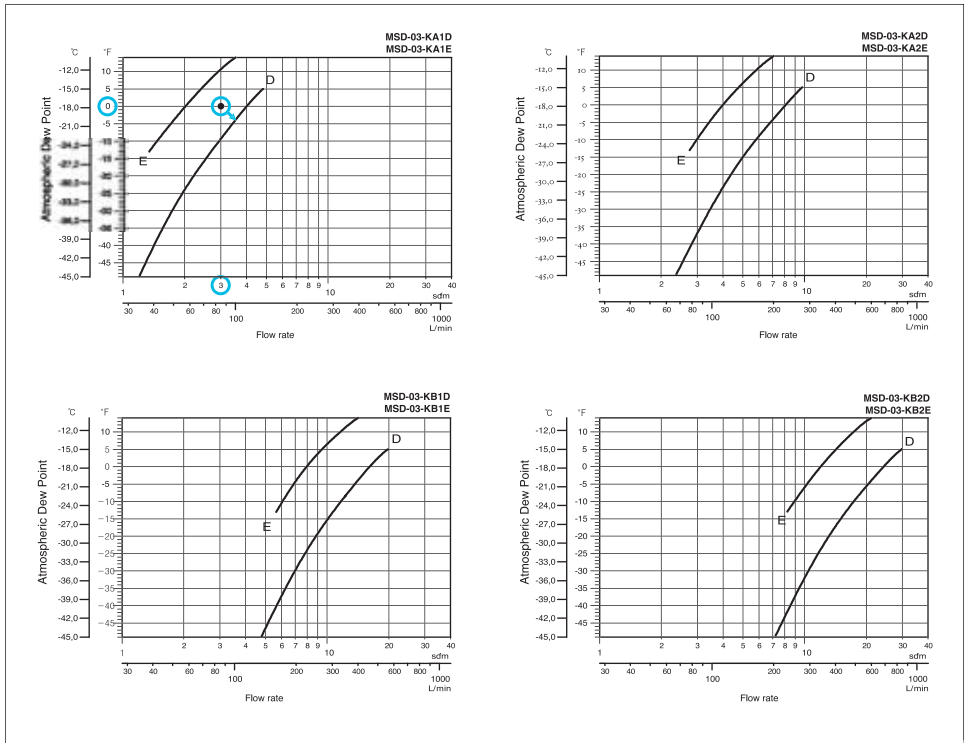 MSD-03-KA1D
MSD-03-KA1E
°C °F
Atmospheric Dew Point
-12,0 10
5
-15,0
-18,0 0
-5
-21,0
-39,0
-40
-42,0
-45
-45,0
E
D
1 2 3 4 5 6 7 8 9 10 20 30 40
sdm
30 40 60 80 100 200 300 400 600 800 1000
L/min
Flow rate
MSD-03-KA2D
MSD-03-KA2E
°C °F
Atmospheric Dew Point
-12,0 10
-15,0 5
-18,0 0
-21,0 -5
-24,0 -10
-27,0 -15
-30,0 -20
-25
-33,0 -30
-36,0 -35
-39,0 -40
-42,0 -45
-45,0
E
D
1 2 3 4 5 6 7 8 9 10 20 30 40
sdm
30 40 60 80 100 200 300 400 600 800 1000
L/min
Flow rate
MSD-03-KB1D
MSD-03-KB1E
°C °F
Atmospheric Dew Point
-12,0 10
-15,0 5
-18,0 0
-21,0 -5
-24,0 -10
-27,0 -15
-30,0 -20
-25
-33,0 -30
-36,0 -35
-39,0 -40
-42,0 -45
-45,0
E
D
1 2 3 4 5 6 7 8 9 10 20 30 40
sdm
30 40 60 80 100 200 300 400 600 800 1000
L/min
Flow rate
MSD-03-KB2D
MSD-03-KB2E
°C °F
Atmospheric Dew Point
-12,0 10
-15,0 5
-18,0 0
-21,0 -5
-24,0 -10
-27,0 -15
-30,0 -20
-25
-33,0 -30
-36,0 -35
-39,0 -40
-42,0 -45
-45,0
E
D
1 2 3 4 5 6 7 8 9 10 20 30 40
sdm
30 40 60 80 100 200 300 400 600 800 1000
L/min
Flow rate